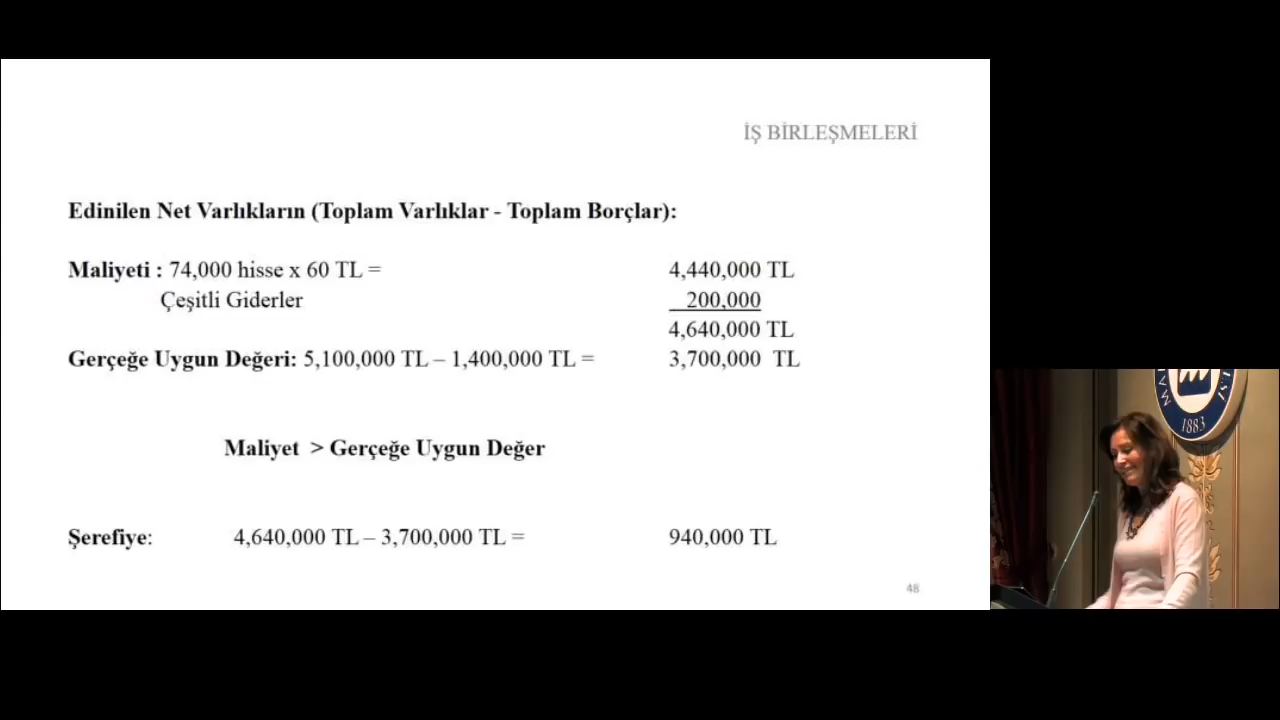 İŞ BİRLEŞMELERİ
Edinilen Net Varlıkların (Toplam Varlıklar - Toplam Borçlar):
Maliyeti : 74,000 hisse x 60 TL = 4,440,000 TL
Çeşitli Giderler 200,000
4,640,000 TL
Gerçeğe Uygun Değeri: 5,100,000 TL – 1,400,000 TL = 3,700,000 TL
Maliyet > Gerçeğe Uygun Değer
Şerefiye: 4,640,000 TL – 3,700,000 TL = 940,000 TL
48
1883